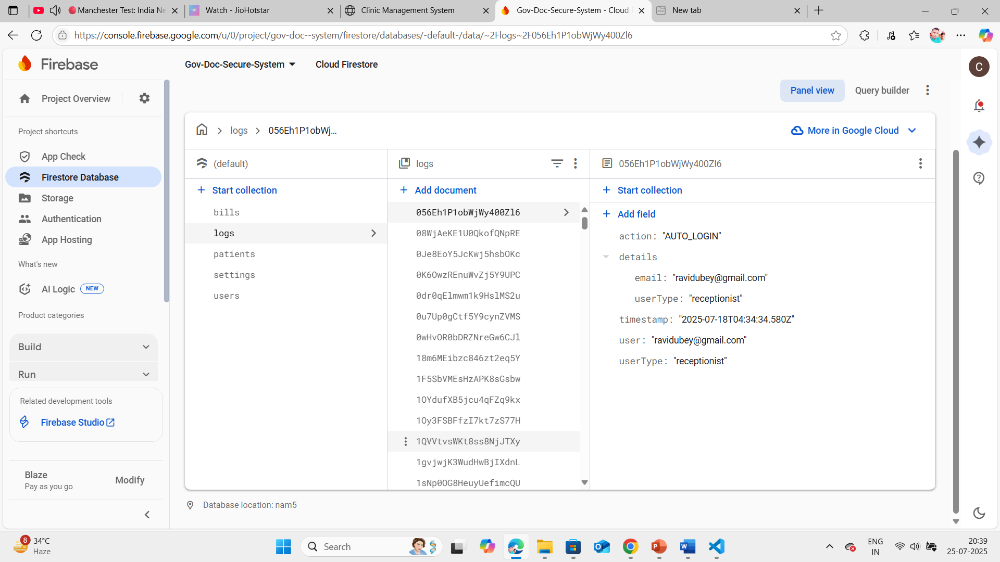 Manchester Test: India Ne
Watch - JioHotstar
Clinic Management System
Gov-Doc-Secure-System - Cloud
New tab
https://console.firebase.google.com/u/0/project/gov-doc--system/firestore/databases/-default-/data/~2Flogs~2F056Eh1P1obWjWy400Zl6
Firebase
Gov-Doc-Secure-System
Cloud Firestore
C
Project Overview
Panel view
Query builder
Project shortcuts
App Check
Firestore Database
Storage
Authentication
App Hosting
What's new
AI Logic NEW
Product categories
Build
Run
Related development tools
Firebase Studio
Blaze
Pay as you go
Modify
logs
056Eh1P1obWj...
More in Google Cloud
(default)
Start collection
bills
logs
patients
settings
users
logs
Add document
056Eh1P1obWjWy400Zl6
08WjAeKE1U0QkofQNpRE
0Je8EoY5JcKwj5hsbOKc
0K6OwzREnuWvZj5Y9UPC
0dr0qElmwm1k9HslMS2u
0u7Up0gCtf5Y9cynZVMS
0wHvOR0bDRZNreGw6CJl
18m6MEibzc846zt2eq5Y
1F5SbVMEsHzAPK8sGsbw
1OYdufXB5jcu4qFZq9kx
1Oy3FSBFfzI7kt7zS77H
1QVVtvsWKt8ss8NjJTXy
1gvjwjK3WudHwBjIXdnL
1sNp0OG8HeuyUefimcQU
056Eh1P1obWjWy400Zl6
Start collection
Add field
action: "AUTO_LOGIN"
details
email: "ravidubey@gmail.com"
userType: "receptionist"
timestamp: "2025-07-18T04:34:34.580Z"
user: "ravidubey@gmail.com"
userType: "receptionist"
Database location: nam5
8
34°C
Haze
Search
ENG
IN
20:39
25-07-2025